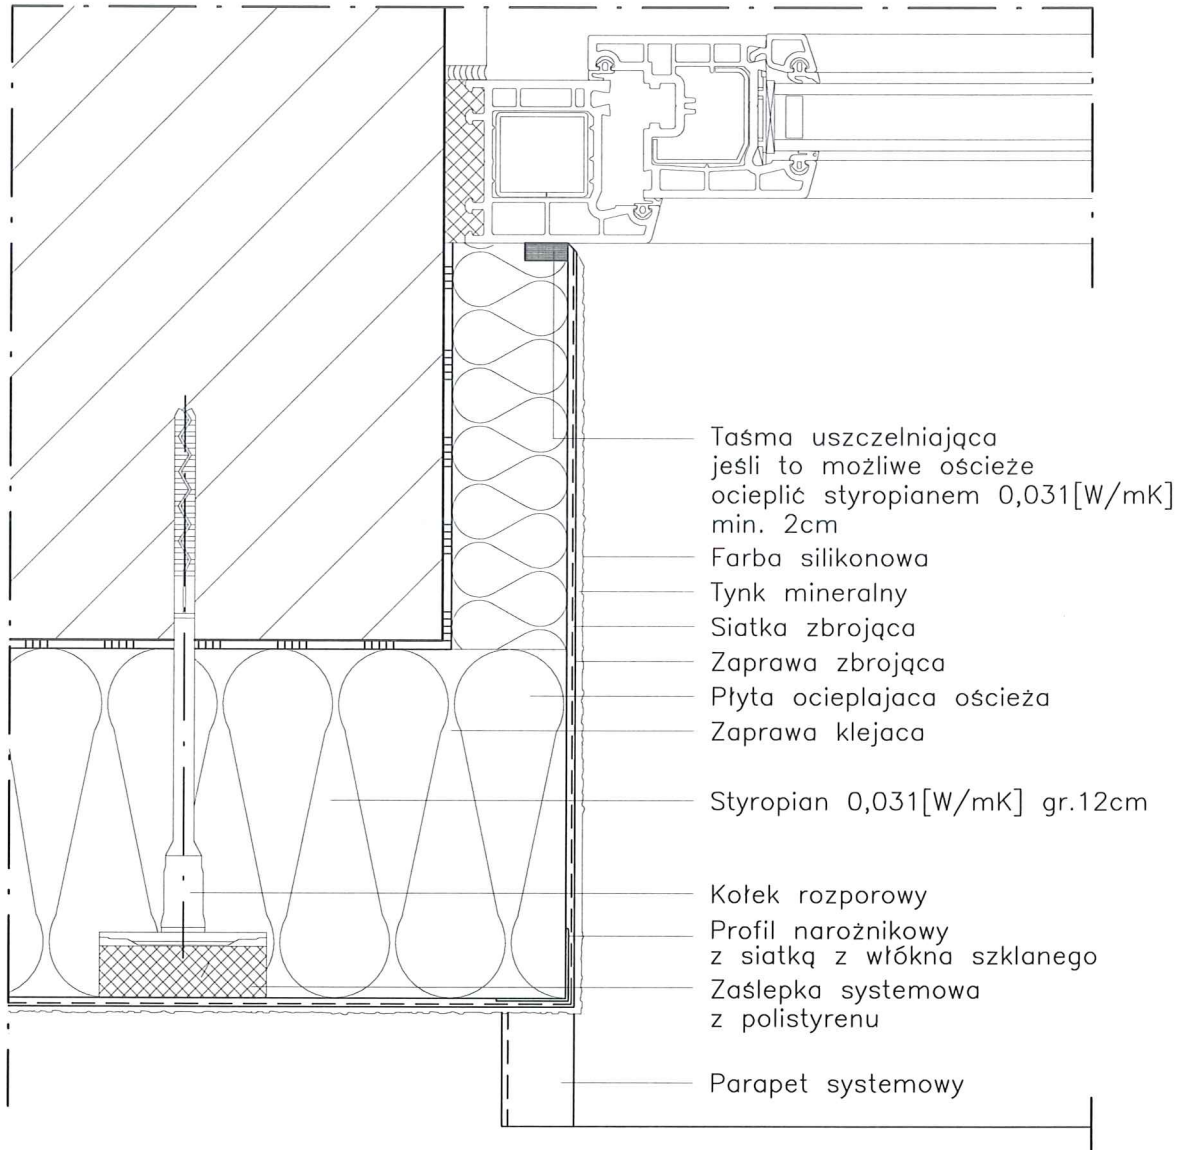 Taśma uszczelniająca
jeśli to możliwe ościeże
ocieplić styropianem 0,031[W/mK]
min. 2cm
Farba silikonowa
Tynk mineralny
Siatka zbrojąca
Zaprawa zbrojąca
Płyta ocieplajaca ościeża
Zaprawa klejaca
Styropian 0,031[W/mK] gr.12cm
Kołek rozporowy
Profil narożnikowy
z siatką z włókna szklanego
Zaślepka systemowa
z polistyrenu
Parapet systemowy